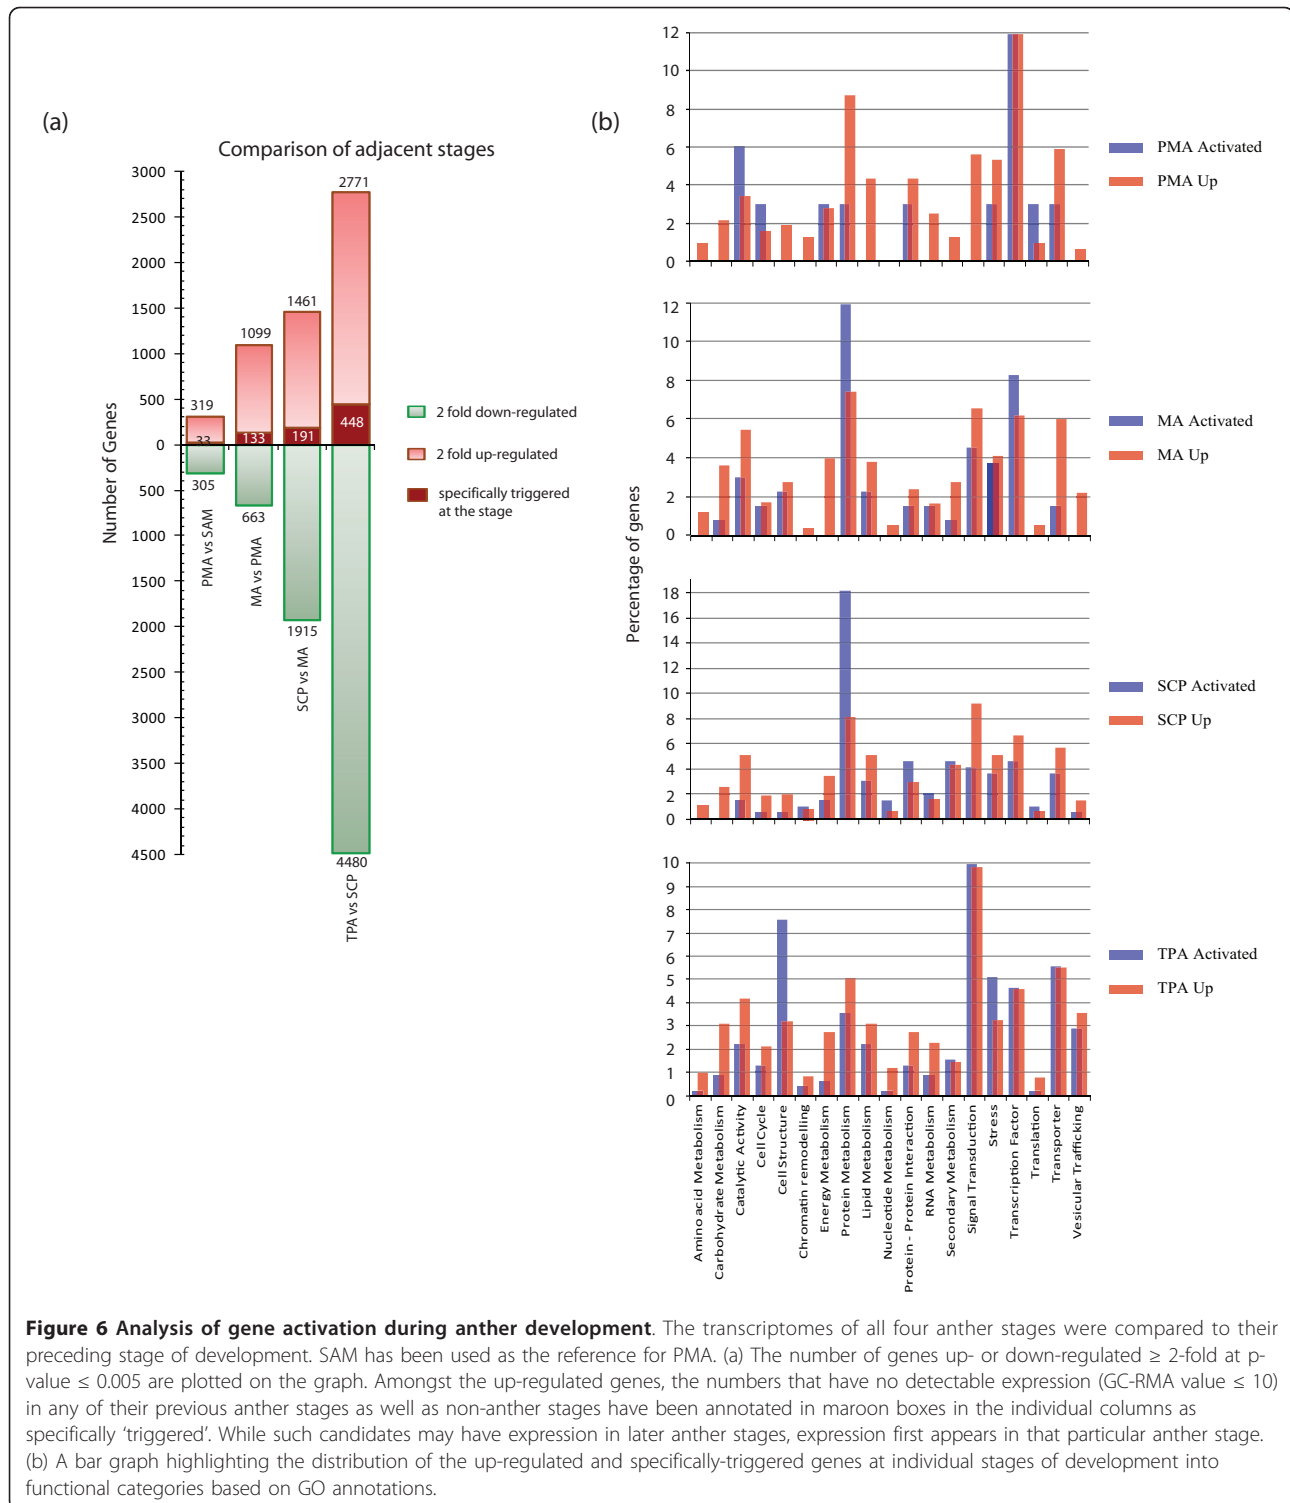 (a)
Comparison of adjacent stages
3000
2500
2000
1500
1000
500
0
500
1000
1500
2000
2500
3000
3500
4000
4500
Number of Genes
319
33
305
PMA vs SAM
1099
133
663
MA vs PMA
1461
191
1915
SCP vs MA
2771
448
4480
TPA vs SCP
2 fold down-regulated
2 fold up-regulated
specifically triggered
at the stage
(b)
Percentage of genes
12
10
8
6
4
2
0
PMA Activated
PMA Up
12
10
8
6
4
2
0
MA Activated
MA Up
18
16
14
12
10
8
6
4
2
0
SCP Activated
SCP Up
10
9
8
7
6
5
4
3
2
1
0
TPA Activated
TPA Up
Amino acid Metabolism
Carbohydrate Metabolism
Catalytic Activity
Cell Cycle
Cell Structure
Chromatin remodelling
Energy Metabolism
Protein Metabolism
Lipid Metabolism
Nucleotide Metabolism
Protein - Protein Interaction
RNA Metabolism
Secondary Metabolism
Signal Transduction
Stress
Transcription Factor
Translation
Transporter
Vesicular Trafficking
Figure 6 Analysis of gene activation during anther development. The transcriptomes of all four anther stages were compared to their
preceding stage of development. SAM has been used as the reference for PMA. (a) The number of genes up- or down-regulated ≥ 2-fold at p-
value ≤ 0.005 are plotted on the graph. Amongst the up-regulated genes, the numbers that have no detectable expression (GC-RMA value ≤ 10)
in any of their previous anther stages as well as non-anther stages have been annotated in maroon boxes in the individual columns as
specifically 'triggered'. While such candidates may have expression in later anther stages, expression first appears in that particular anther stage.
(b) A bar graph highlighting the distribution of the up-regulated and specifically-triggered genes at individual stages of development into
functional categories based on GO annotations.